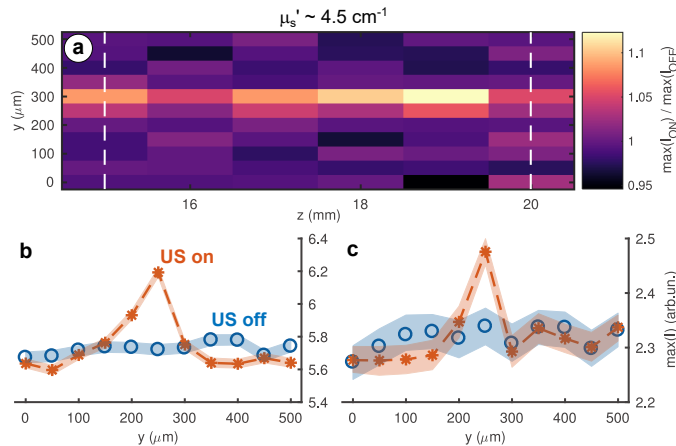 μs' ~ 4.5 cm-1
a
500
400
300
200
100
0
y (μm)
16
18
20
z (mm)
1.1
1.05
1
0.95
max(ION) / max(IOFF)
b
US on
US off
6.4
6.2
6
5.8
5.6
5.4
0
100
200
300
400
500
y (μm)
c
2.5
2.4
2.3
2.2
max(I) (arb.un.)
0
100
200
300
400
500
y (μm)